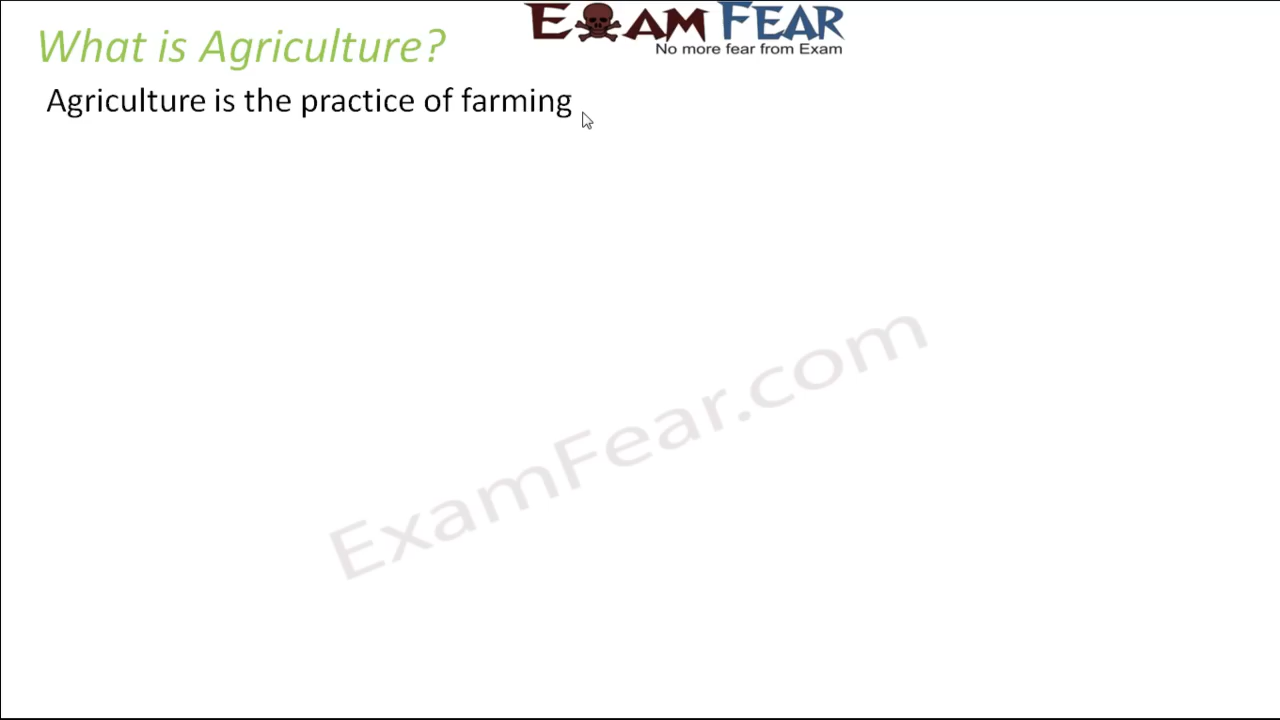 EXAM FEAR
What is Agriculture?
No more fear from Exam
Agriculture is the practice of farming
ExamFear.com